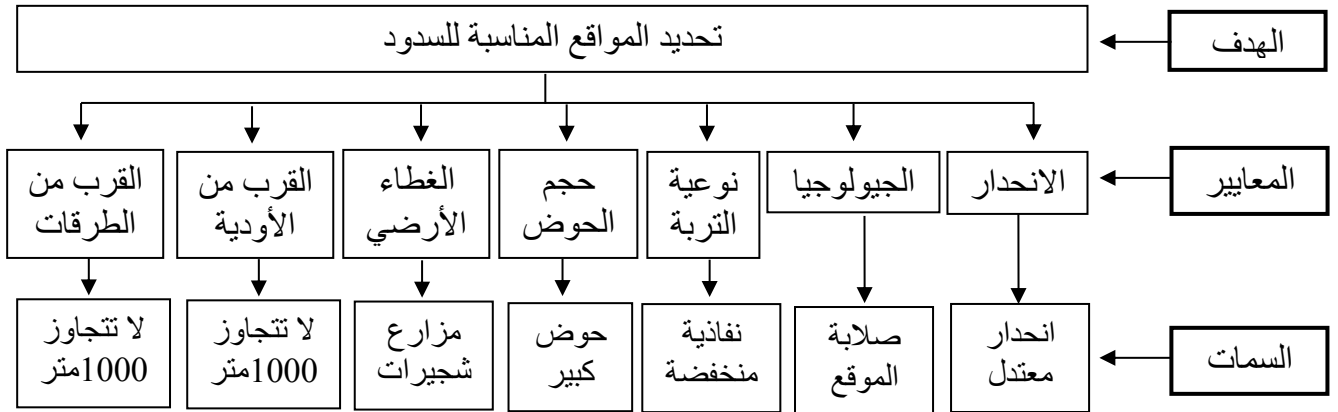 الهدف
تحديد المواقع المناسبة للسدود
المعايير
الانحدار
الجيولوجيا
نوعية
التربة
حجم
الحوض
الغطاء
الأرضي
القرب من
الأودية
القرب من
الطرقات
السمات
انحدار
معتدل
صلابة
الموقع
نفاذية
منخفضة
حوض
كبير
مزارع
شجيرات
لا تتجاوز
1000متر
لا تتجاوز
1000متر